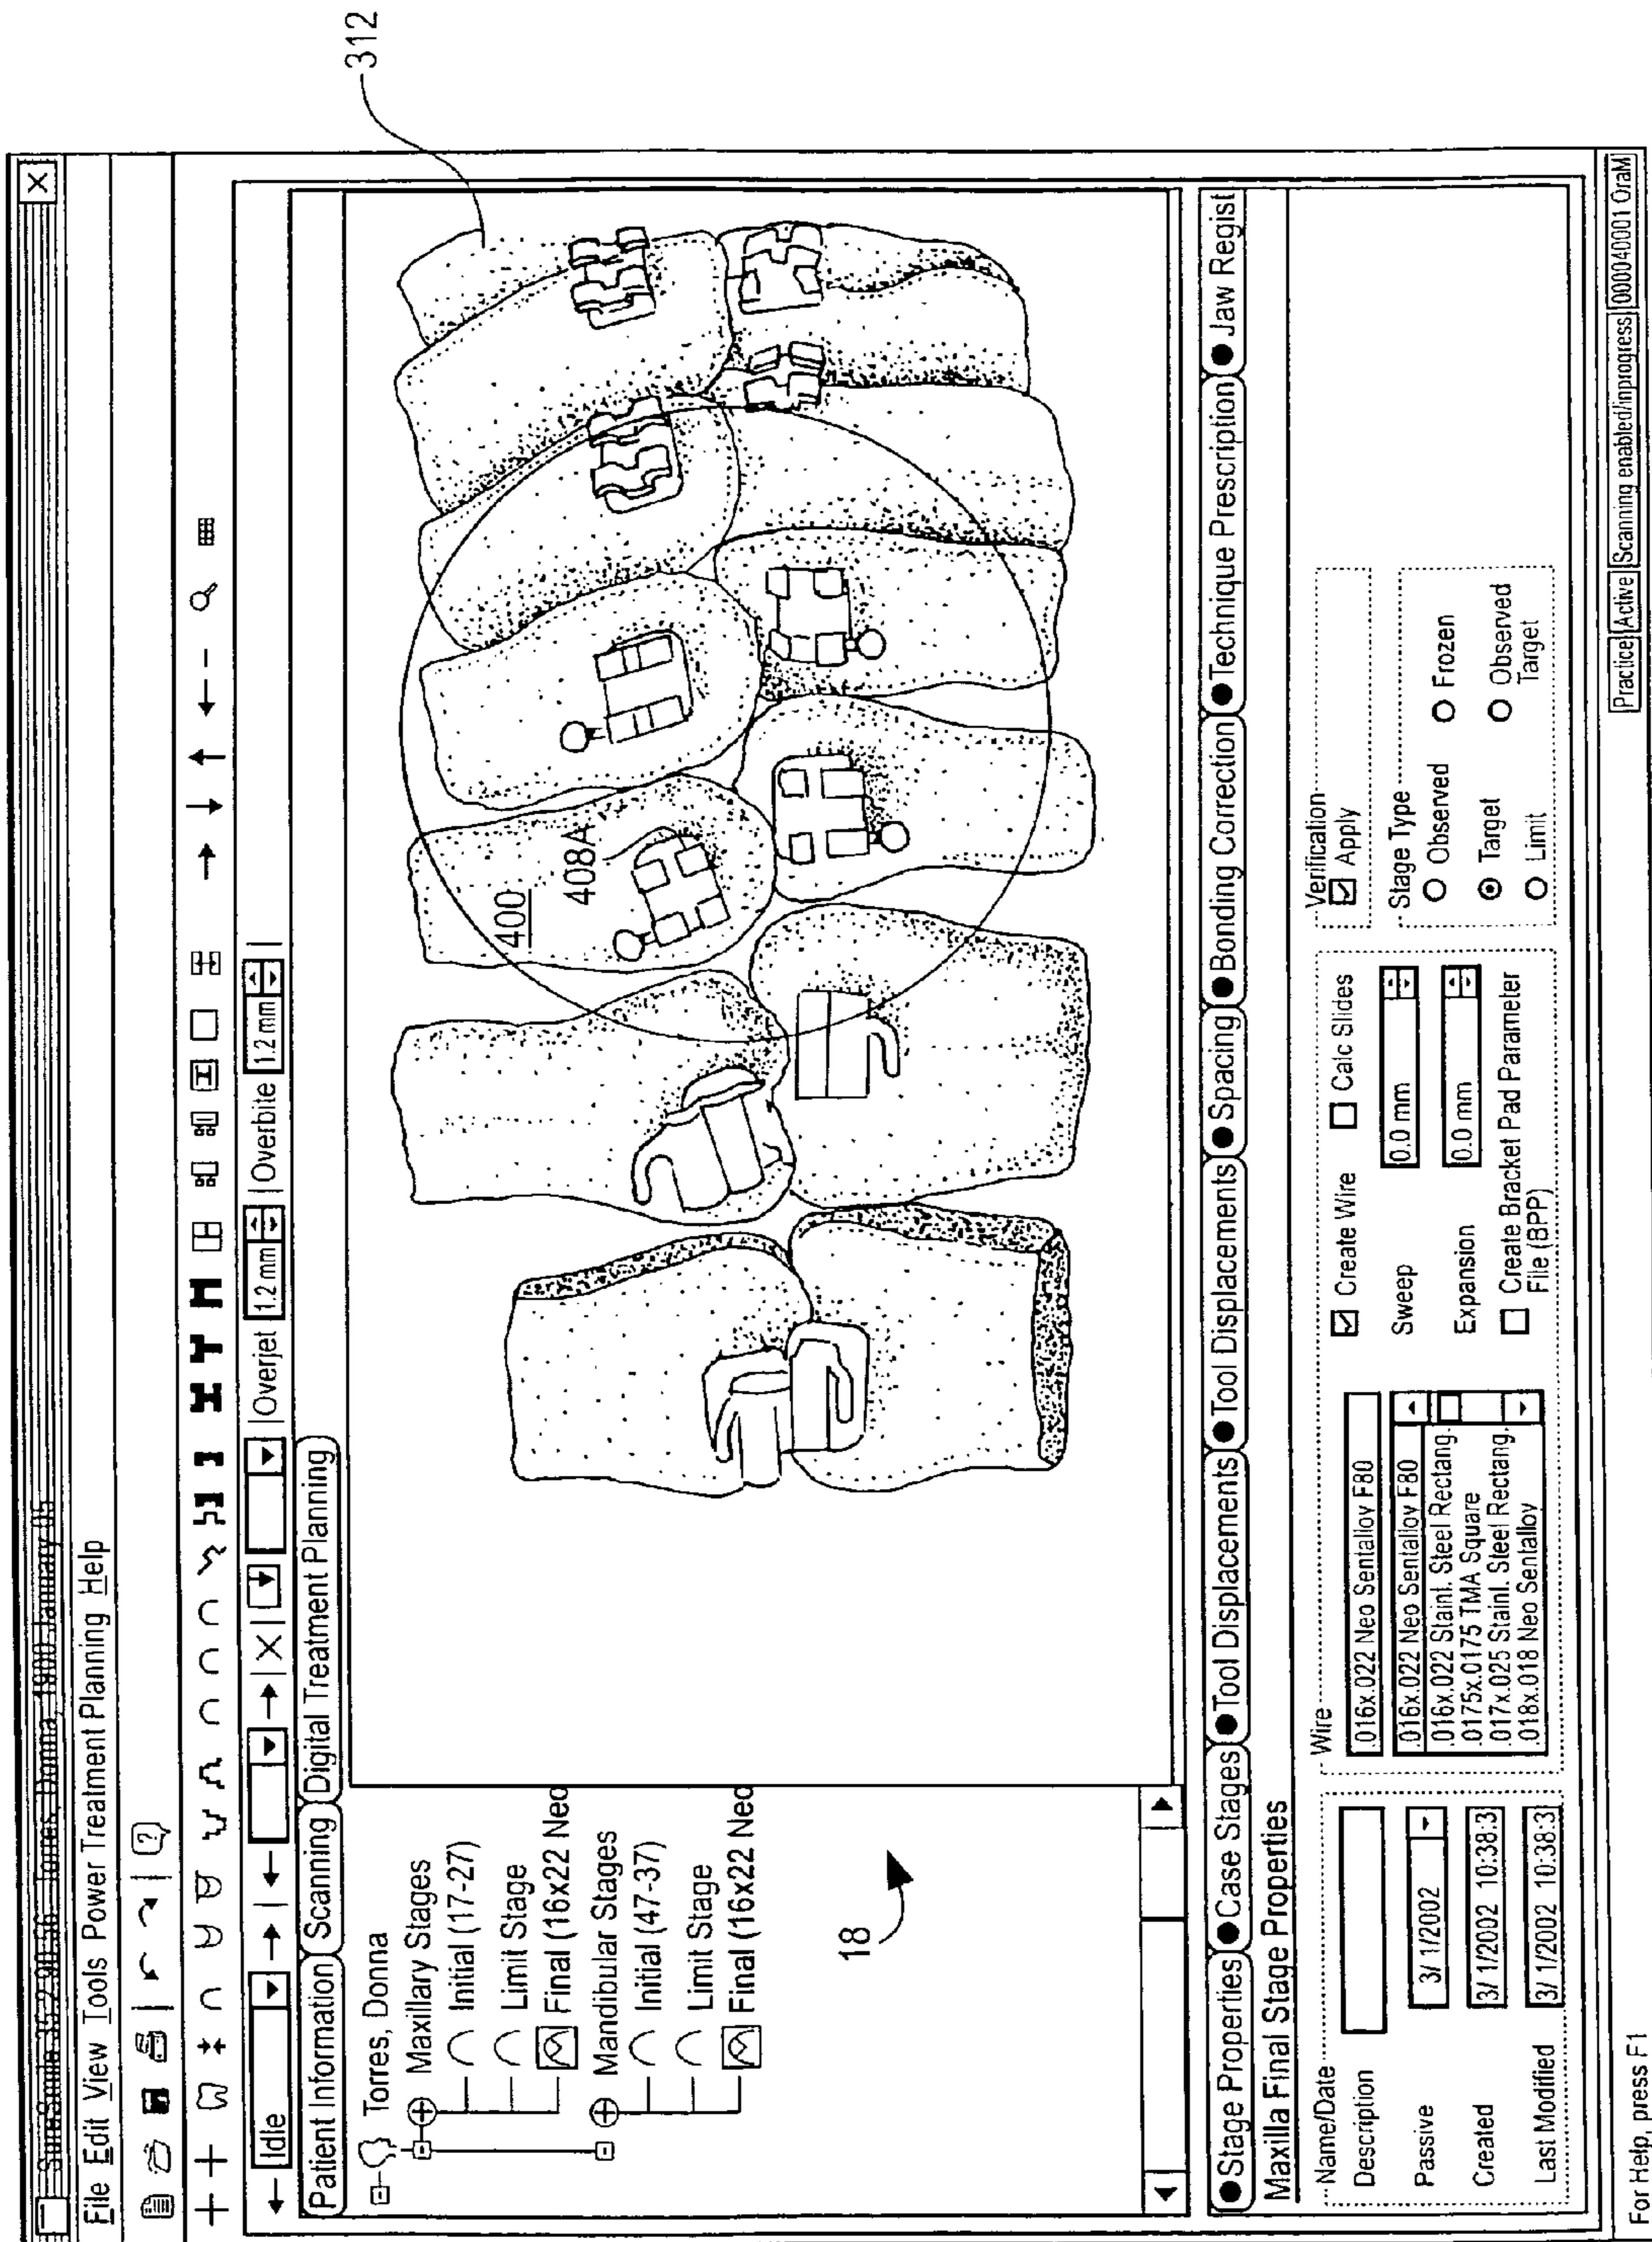 Torres, Donna, 1900 January 05
File Edit View Tools Power Treatment Planning Help
?
Idle
Overjet 1.2 mm Overbite 1.2 mm
Patient Information Scanning Digital Treatment Planning
Torres, Donna
Maxillary Stages
Initial (17-27)
Limit Stage
Final (16x22 Neo
Mandibular Stages
Initial (47-37)
Limit Stage
Final (16x22 Neo
18
400
408A
312
Stage Properties Case Stages Tool Displacements Tool Displacements Spacing Bonding Correction Technique Prescription Jaw Regist
Maxilla Final Stage Properties
Name/Date
Description
Passive 3/ 1/2002
Created 3/ 1/2002 10:38:3
Last Modified 3/ 1/2002 10:38:3
Wire
.016x.022 Neo Sentalloy F80
.016x.022 Neo Sentalloy F80
.016x.022 Stainl. Steel Rectang.
.0175x.0175 TMA Square
.017x.025 Stainl. Steel Rectang.
.018x.018 Neo Sentalloy
Create Wire Calc Slides
Sweep 0.0 mm
Expansion 0.0 mm
Create Bracket Pad Parameter
File (BPP)
Verification
Apply
Stage Type
Observed Frozen
Target Observed
Target
Limit
For Help, press F1
Practice Active Scanning enabled/inprogress 000040001 OraM